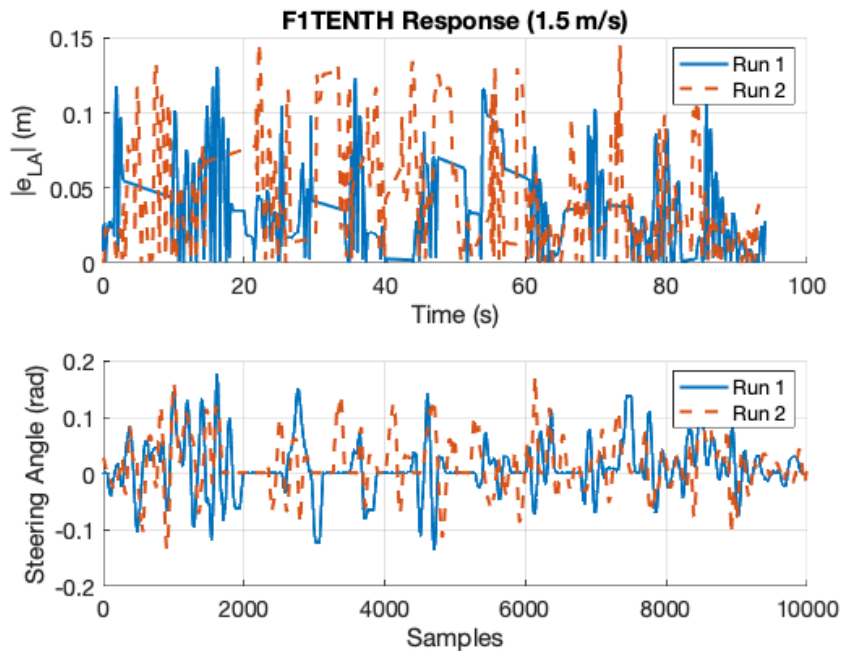 F1TENTH Response (1.5 m/s)
0.15
0.1
0.05
0
|e_LA| (m)
Run 1
Run 2
0 20 40 60 80 100
Time (s)
0.2
0.1
0
-0.1
-0.2
Steering Angle (rad)
Run 1
Run 2
0 2000 4000 6000 8000 10000
Samples